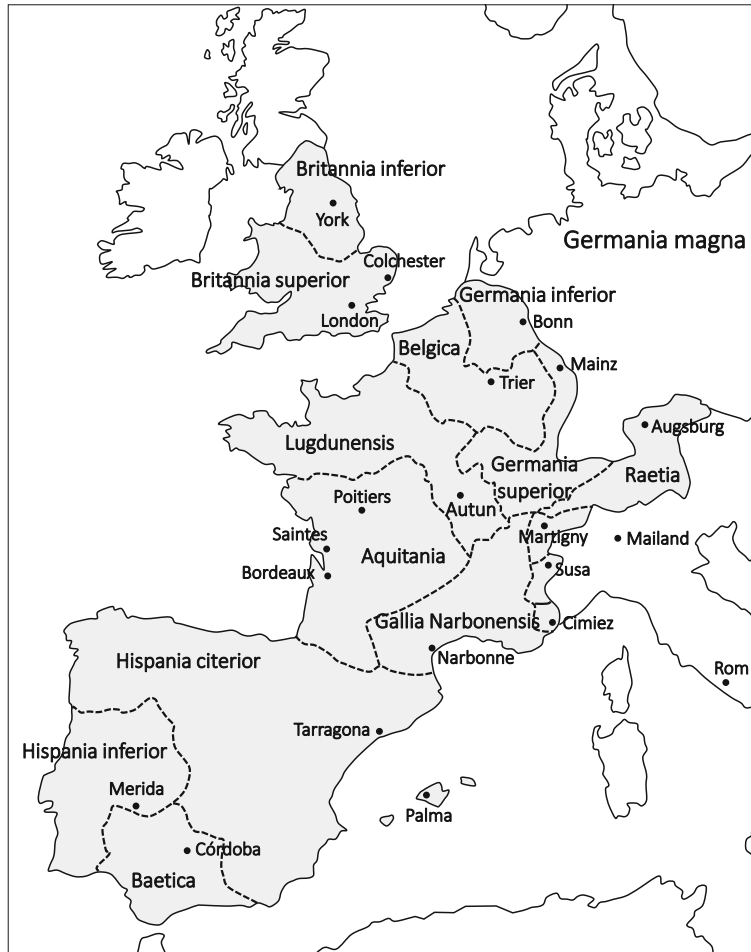 Britannia inferior
York
Germania magna
Colchester
Britannia superior
Germania inferior
London
Bonn
Belgica
Mainz
Trier
Augsburg
Lugdunensis
Germania
superior
Raetia
Poitiers
Autun
Saintes
Martigny
Mailand
Aquitania
Bordeaux
Susa
Gallia Narbonensis
Cimiez
Hispania citerior
Narbonne
Rom
Tarragona
Hispania inferior
Merida
Palma
Córdoba
Baetica